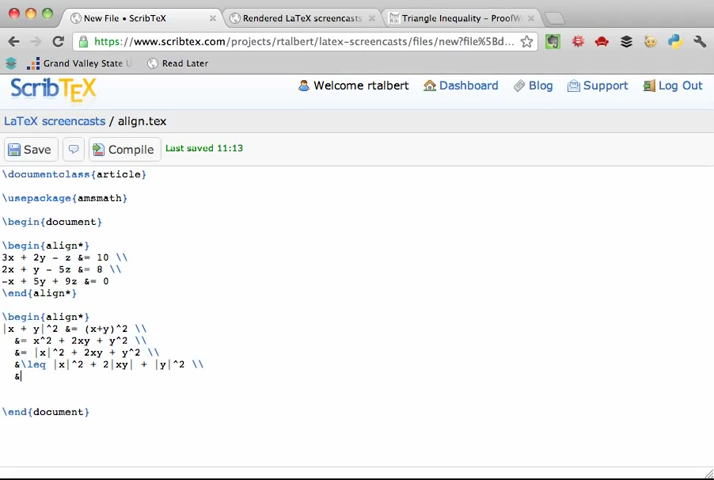 New File • ScribTeX
Rendered LaTeX screencasts
Triangle Inequality – ProofW
https://www.scribtex.com/projects/rtalbert/latex-screencasts/files/new?file%5Bd...
Grand Valley State U
Read Later
ScribTEX
Welcome rtalbert
Dashboard
Blog
Support
Log Out
LaTeX screencasts / align.tex
Save
Compile
Last saved 11:13
\documentclass{article}
\usepackage{amsmath}
\begin{document}
\begin{align*}
3x + 2y - z &= 10 \\
2x + y - 5z &= 8 \\
-x + 5y + 9z &= 0
\end{align*}
\begin{align*}
|x + y|^2 &= (x+y)^2 \\
&= x^2 + 2xy + y^2 \\
&= |x|^2 + 2xy + y^2 \\
&\leq |x|^2 + 2|xy| + |y|^2 \\
&
\end{document}